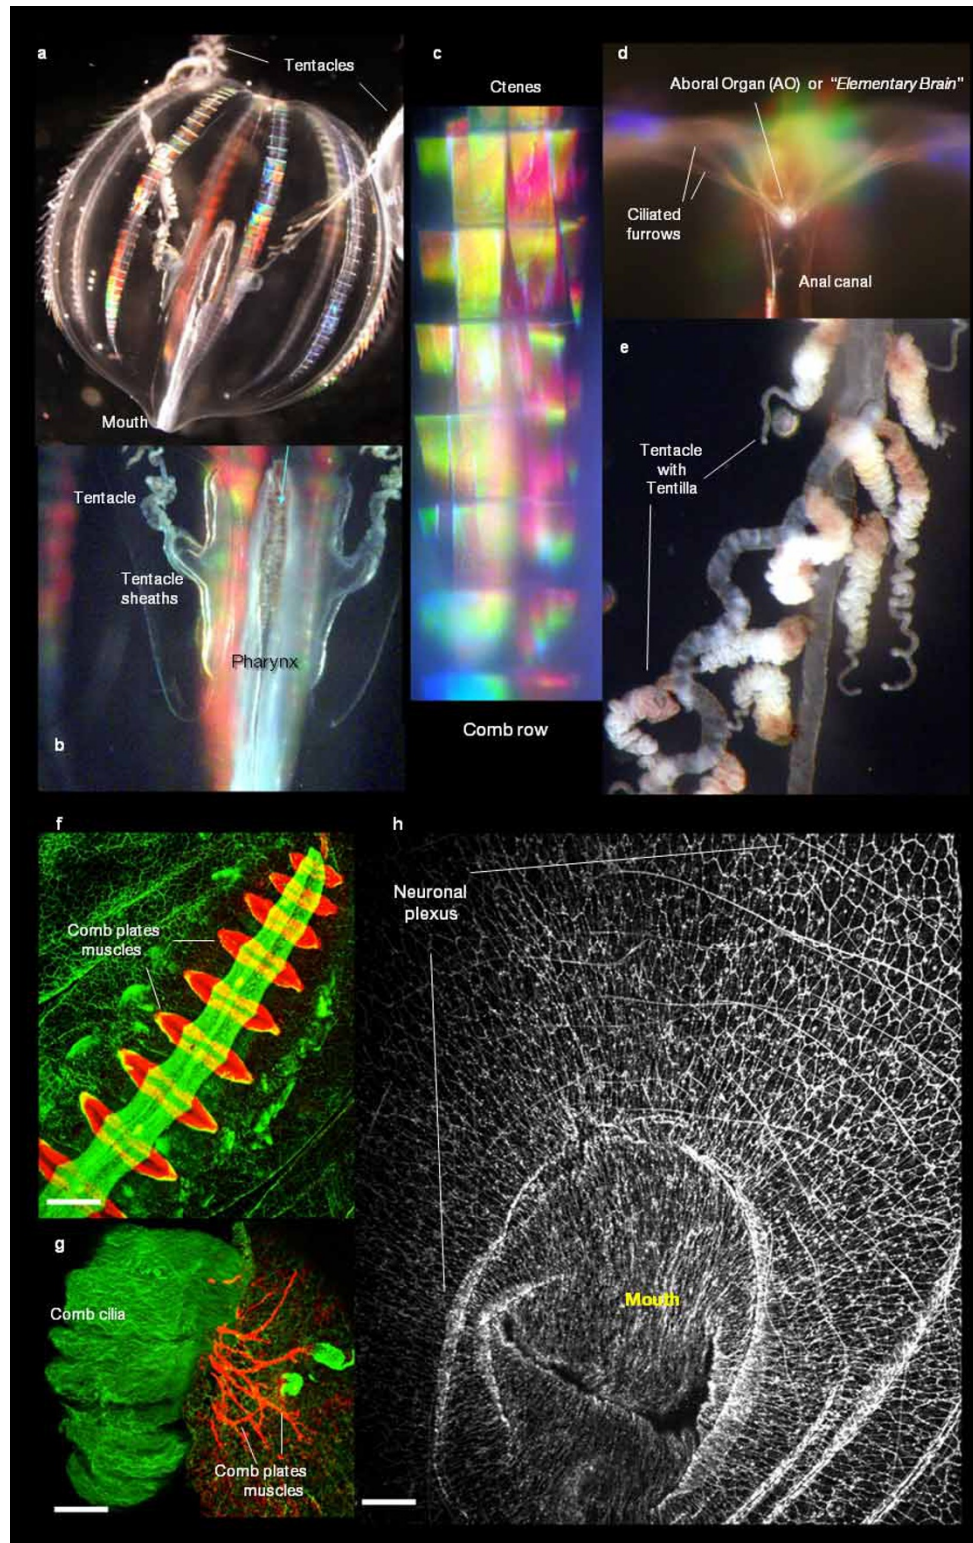 a
Tentacles
Mouth
Tentacle
Tentacle
sheaths
Pharynx
b
c
Ctenes
Comb row
d
Aboral Organ (AO) or "Elementary Brain"
Ciliated
furrows
Anal canal
e
Tentacle
with
Tentilla
f
Comb plates
muscles
g
Comb cilia
Comb plates
muscles
h
Neuronal
plexus
Mouth